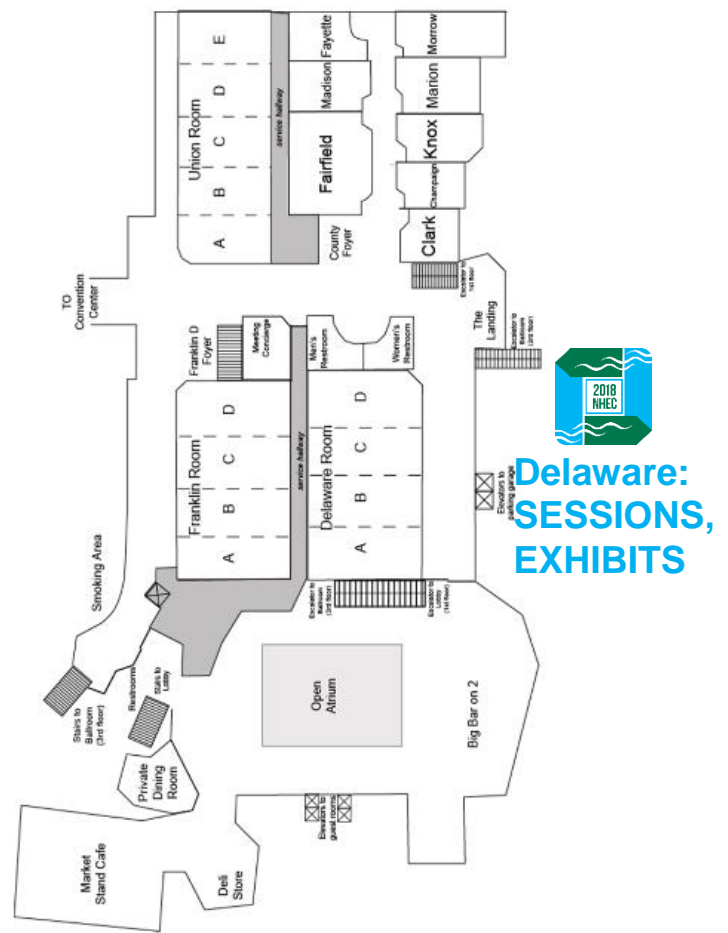 Union Room
A
B
C
D
E
service hallway
Fayette
Madison
Fairfield
County
Foyer
Morrow
Marion
Knox
Champaign
Clark
Escalator to
1st floor
The
Landing
Escalator to
Ballroom
(3rd floor)
TO
Convention
Center
Franklin D
Foyer
Meeting
Concierge
Men's
Restroom
Women's
Restroom
Franklin Room
A
B
C
D
service hallway
Delaware Room
A
B
C
D
2018
NHEC
Delaware:
SESSIONS,
EXHIBITS
Elevators to
parking garage
Smoking Area
Escalator to
Ballroom
(3rd floor)
Escalator to
Lobby
(1st floor)
Restrooms
Stairs to
Lobby
Stairs to
Ballroom
(3rd floor)
Open
Atrium
Big Bar on 2
Private
Dining
Room
Elevators to
guest rooms
Market
Stand Cafe
Deli
Store